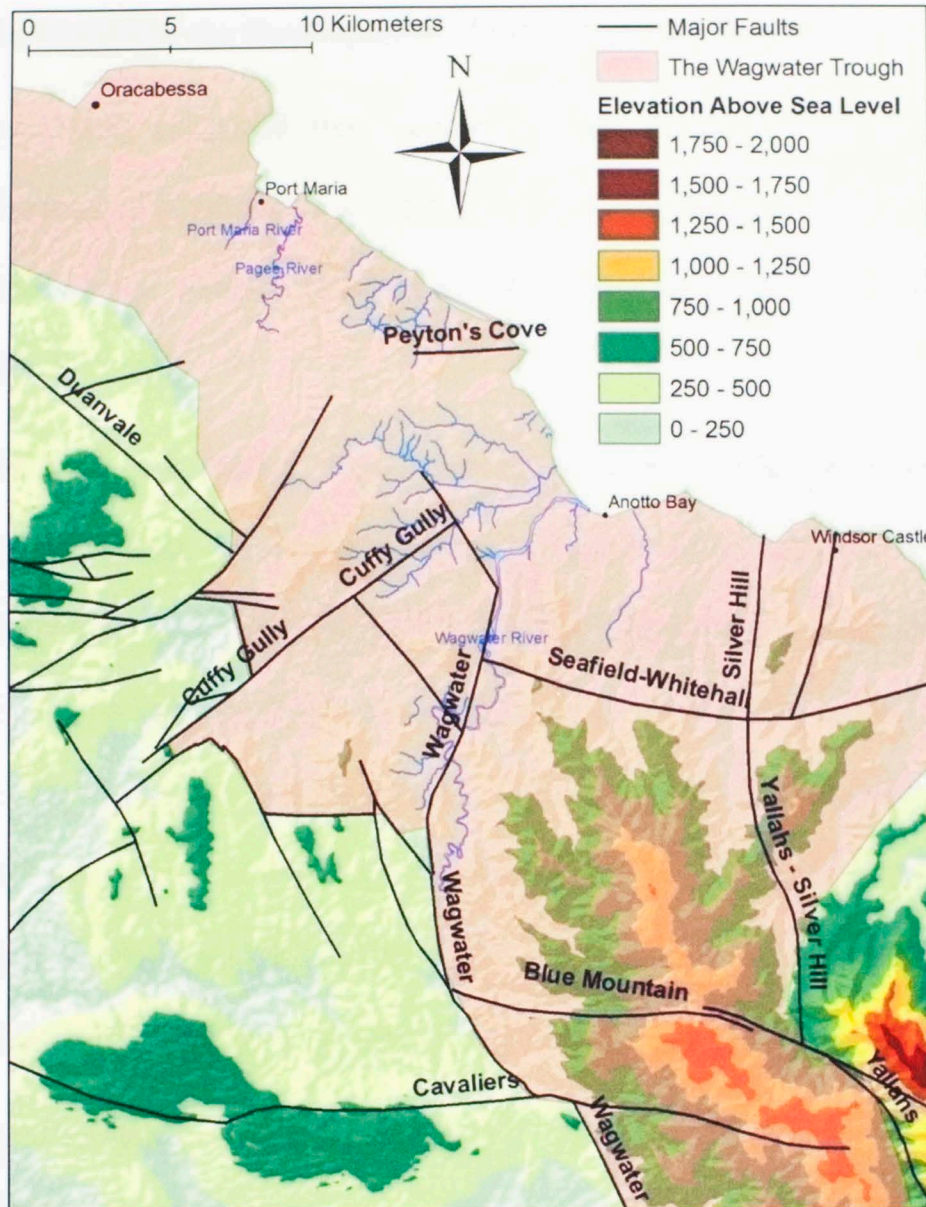 0 5 10 Kilometers
N
Major Faults
The Wagwater Trough
Elevation Above Sea Level
1,750 - 2,000
1,500 - 1,750
1,250 - 1,500
1,000 - 1,250
750 - 1,000
500 - 750
250 - 500
0 - 250
Oracabessa
Port Maria
Port Maria River
Pagee River
Peyton's Cove
Duanvale
Anotto Bay
Windsor Castle
Cuffy Gully
Cuffy Gully
Wagwater River
Silver Hill
Seafield-Whitehall
Wagwater
Yallahs - Silver Hill
Wagwater
Blue Mountain
Yallahs
Cavaliers
Wagwater